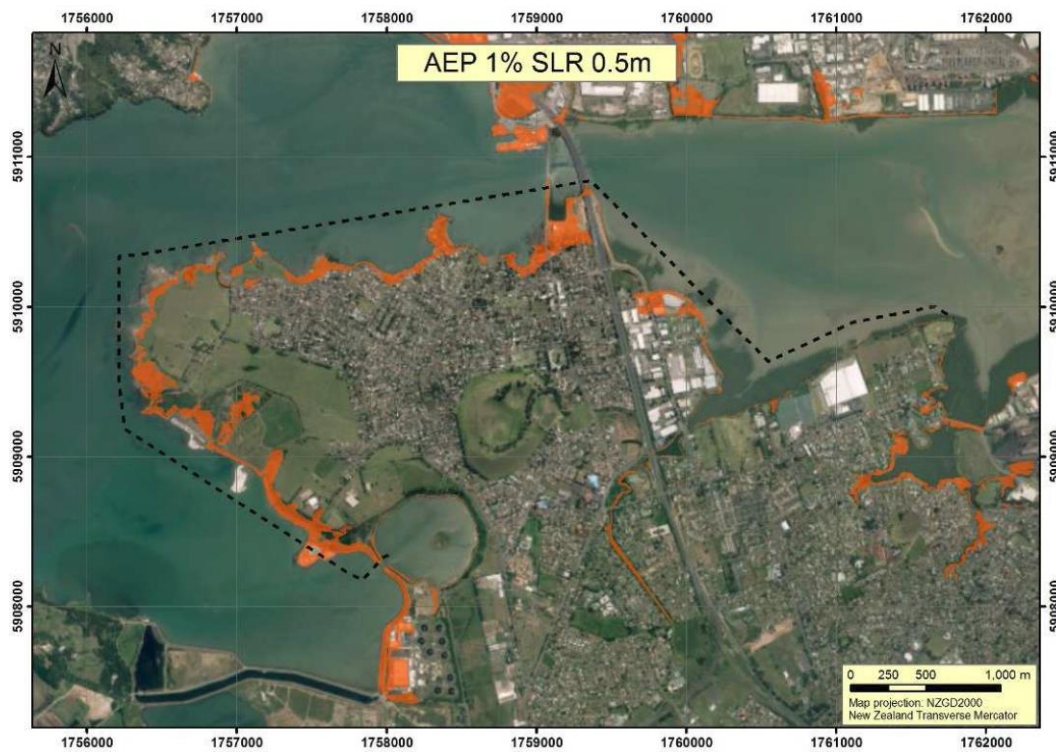 1756000 1757000 1758000 1759000 1760000 1761000 1762000
N
AEP 1% SLR 0.5m
5911000 5911000
5910000 5910000
5909000 5909000
5908000 5908000
0 250 500 1,000 m
Map projection: NZGD2000
New Zealand Transverse Mercator
1756000 1757000 1758000 1759000 1760000 1761000 1762000